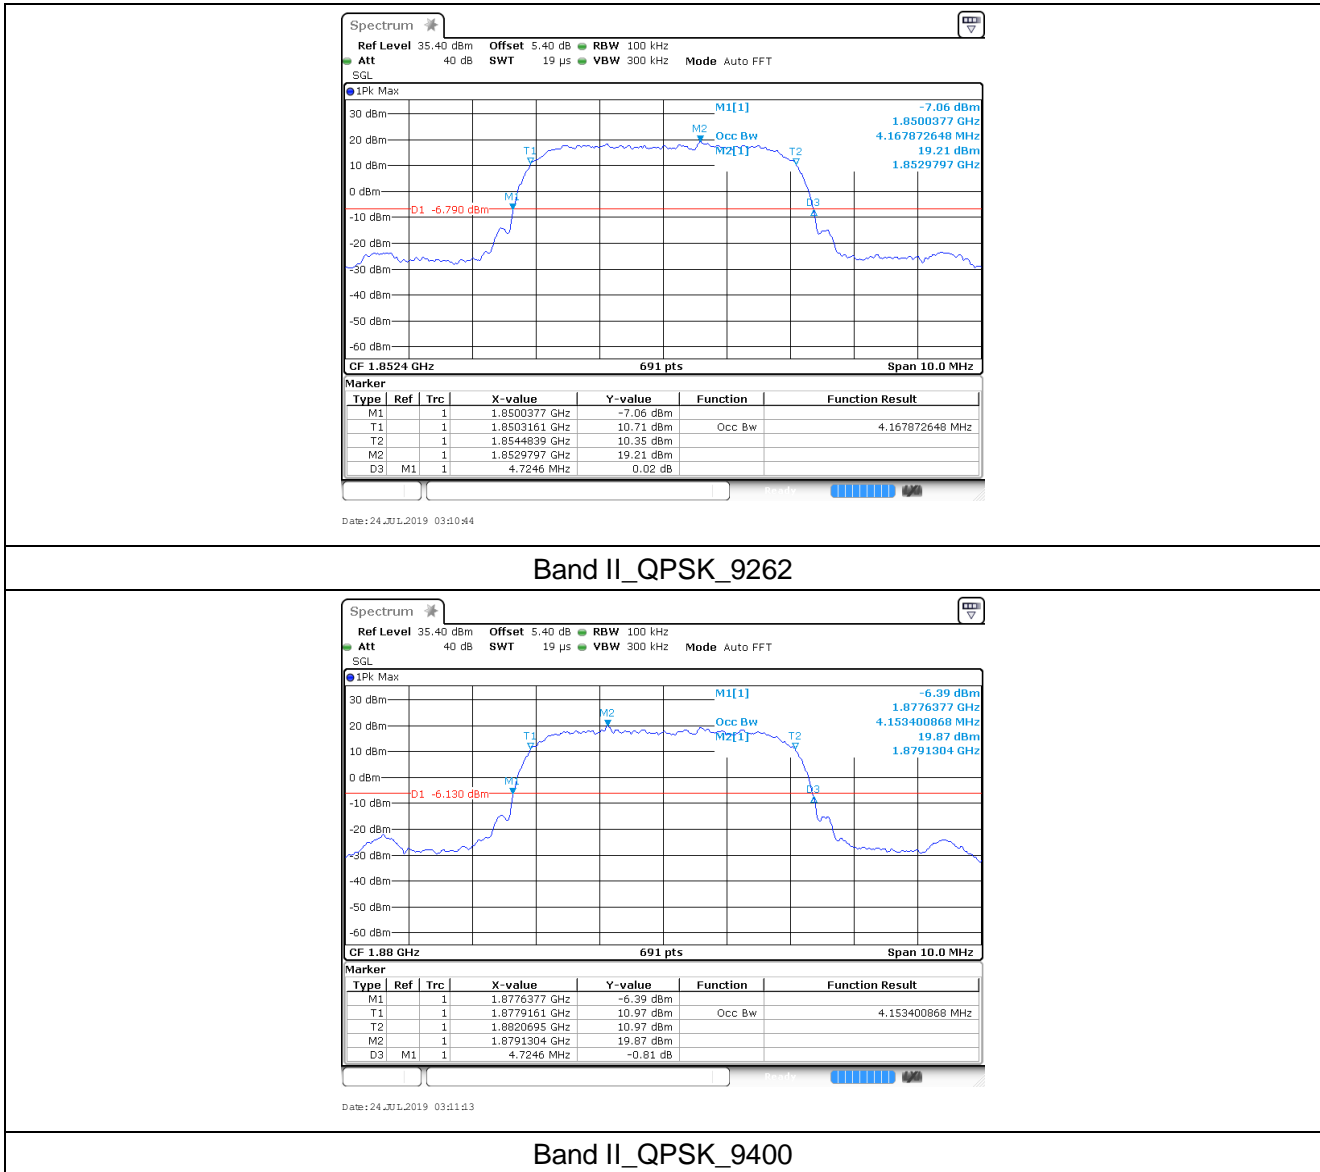 Spectrum
Ref Level 35.40 dBm Offset 5.40 dB RBW 100 kHz
Att 40 dB SWT 19 µs VBW 300 kHz Mode Auto FFT
SGL
1Pk Max
M1[1] -7.06 dBm
1.8500377 GHz
Occ Bw 4.167872648 MHz
M2[1] 19.21 dBm
1.8529797 GHz
30 dBm
20 dBm
10 dBm
0 dBm
-10 dBm
-20 dBm
-30 dBm
-40 dBm
-50 dBm
-60 dBm
M2
T1
T2
M1
D3
D1 -6.790 dBm
CF 1.8524 GHz 691 pts Span 10.0 MHz
Marker
Type Ref Trc X-value Y-value Function Function Result
M1 1 1.8500377 GHz -7.06 dBm
T1 1 1.8503161 GHz 10.71 dBm Occ Bw 4.167872648 MHz
T2 1 1.8544839 GHz 10.35 dBm
M2 1 1.8529797 GHz 19.21 dBm
D3 M1 1 4.7246 MHz 0.02 dB
Ready
Date: 24.JUL.2019 03:10:44
Band II_QPSK_9262
Spectrum
Ref Level 35.40 dBm Offset 5.40 dB RBW 100 kHz
Att 40 dB SWT 19 µs VBW 300 kHz Mode Auto FFT
SGL
1Pk Max
M1[1] -6.39 dBm
1.8776377 GHz
Occ Bw 4.153400868 MHz
M2[1] 19.87 dBm
1.8791304 GHz
30 dBm
20 dBm
10 dBm
0 dBm
-10 dBm
-20 dBm
-30 dBm
-40 dBm
-50 dBm
-60 dBm
M2
T1
T2
M1
D3
D1 -6.130 dBm
CF 1.88 GHz 691 pts Span 10.0 MHz
Marker
Type Ref Trc X-value Y-value Function Function Result
M1 1 1.8776377 GHz -6.39 dBm
T1 1 1.8779161 GHz 10.97 dBm Occ Bw 4.153400868 MHz
T2 1 1.8820695 GHz 10.97 dBm
M2 1 1.8791304 GHz 19.87 dBm
D3 M1 1 4.7246 MHz -0.81 dB
Ready
Date: 24.JUL.2019 03:11:13
Band II_QPSK_9400